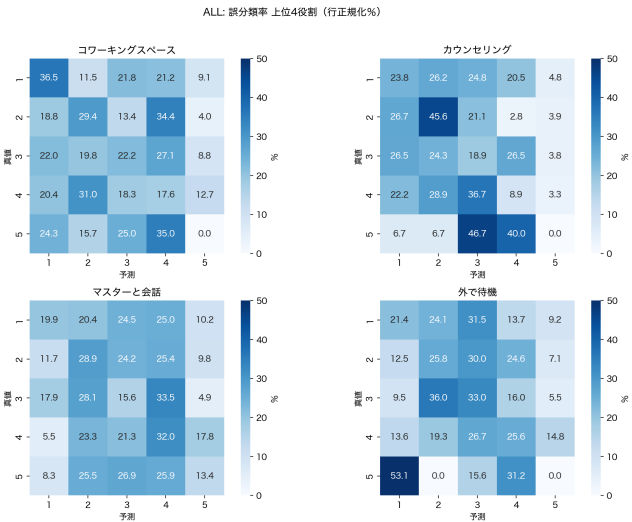 ALL: 誤分類率 上位4役割（行正規化%）
コワーキングスペース
1 36.5 11.5 21.8 21.2 9.1
2 18.8 29.4 13.4 34.4 4.0
3 22.0 19.8 22.2 27.1 8.8
4 20.4 31.0 18.3 17.6 12.7
5 24.3 15.7 25.0 35.0 0.0
1 2 3 4 5
予測
真値
50
40
30
20
10
0
%
カウンセリング
1 23.8 26.2 24.8 20.5 4.8
2 26.7 45.6 21.1 2.8 3.9
3 26.5 24.3 18.9 26.5 3.8
4 22.2 28.9 36.7 8.9 3.3
5 6.7 6.7 46.7 40.0 0.0
1 2 3 4 5
予測
真値
50
40
30
20
10
0
%
マスターと会話
1 19.9 20.4 24.5 25.0 10.2
2 11.7 28.9 24.2 25.4 9.8
3 17.9 28.1 15.6 33.5 4.9
4 5.5 23.3 21.3 32.0 17.8
5 8.3 25.5 26.9 25.9 13.4
1 2 3 4 5
予測
真値
50
40
30
20
10
0
%
外で待機
1 21.4 24.1 31.5 13.7 9.2
2 12.5 25.8 30.0 24.6 7.1
3 9.5 36.0 33.0 16.0 5.5
4 13.6 19.3 26.7 25.6 14.8
5 53.1 0.0 15.6 31.2 0.0
1 2 3 4 5
予測
真値
50
40
30
20
10
0
%